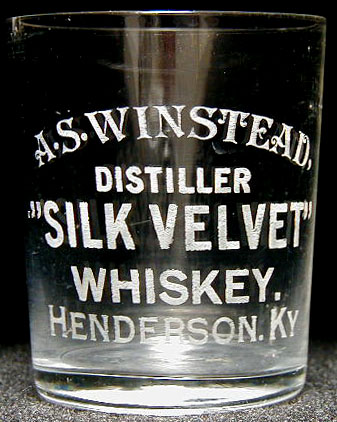 A.S.WINSTEAD,
DISTILLER
"SILK VELVET"
WHISKEY.
HENDERSON. KY